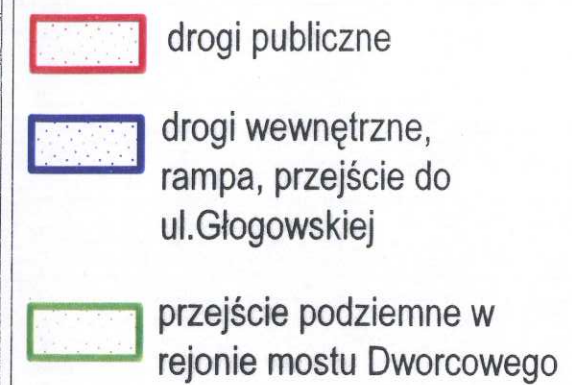 drogi publiczne
drogi wewnętrzne,
rampa, przejście do
ul.Głogowskiej
przejście podziemne w
rejonie mostu Dworcowego